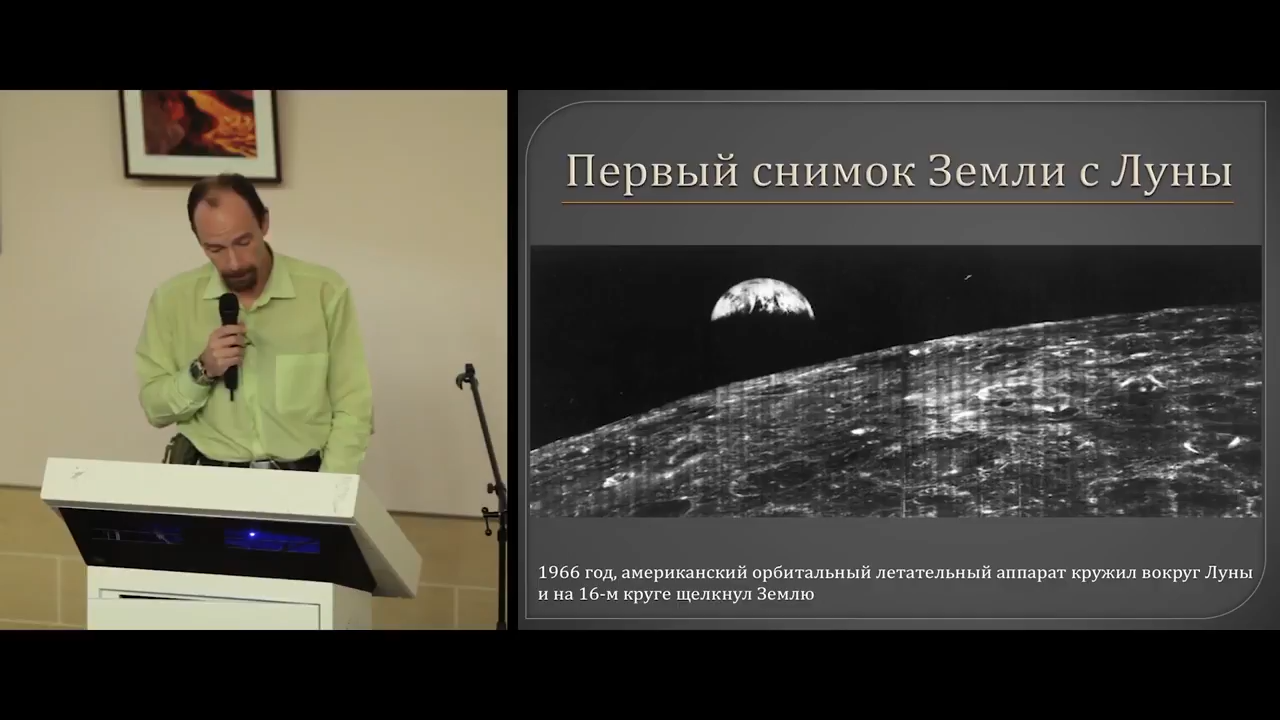 Первый снимок Земли с Луны
1966 год, американский орбитальный летательный аппарат кружил вокруг Луны
и на 16-м круге щелкнул Землю